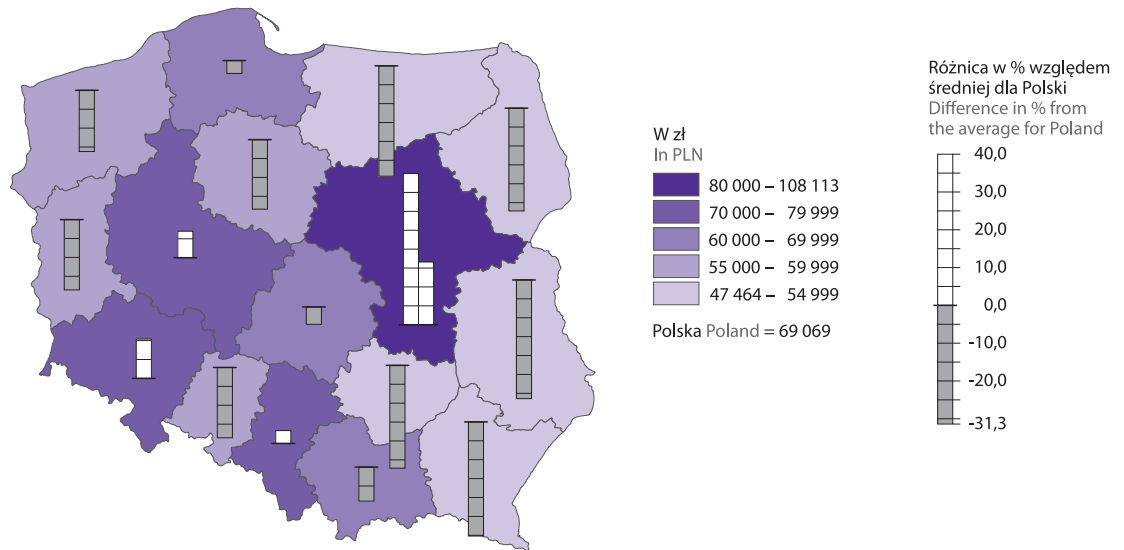 W zł
In PLN
80 000 – 108 113
70 000 – 79 999
60 000 – 69 999
55 000 – 59 999
47 464 – 54 999
Polska Poland = 69 069
Różnica w % względem
średniej dla Polski
Difference in % from
the average for Poland
40,0
30,0
20,0
10,0
0,0
-10,0
-20,0
-31,3